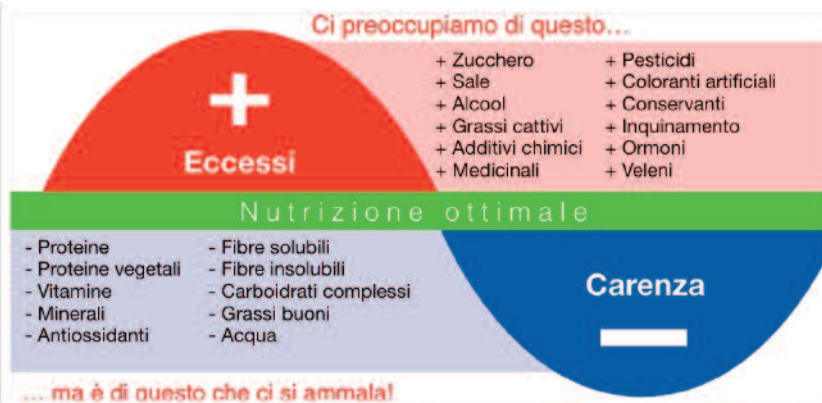 Ci preoccupiamo di questo...
+
Eccessi
+ Zucchero
+ Sale
+ Alcool
+ Grassi cattivi
+ Additivi chimici
+ Medicinali
+ Pesticidi
+ Coloranti artificiali
+ Conservanti
+ Inquinamento
+ Ormoni
+ Veleni
Nutrizione ottimale
- Proteine
- Proteine vegetali
- Vitamine
- Minerali
- Antiossidanti
- Fibre solubili
- Fibre insolubili
- Carboidrati complessi
- Grassi buoni
- Acqua
Carenza
—
... ma è di questo che ci si ammala!